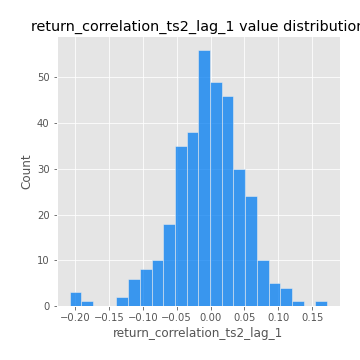 return_correlation_ts2_lag_1 value distribution
Count
50
40
30
20
10
0
−0.20 −0.15 −0.10 −0.05 0.00 0.05 0.10 0.15
return_correlation_ts2_lag_1